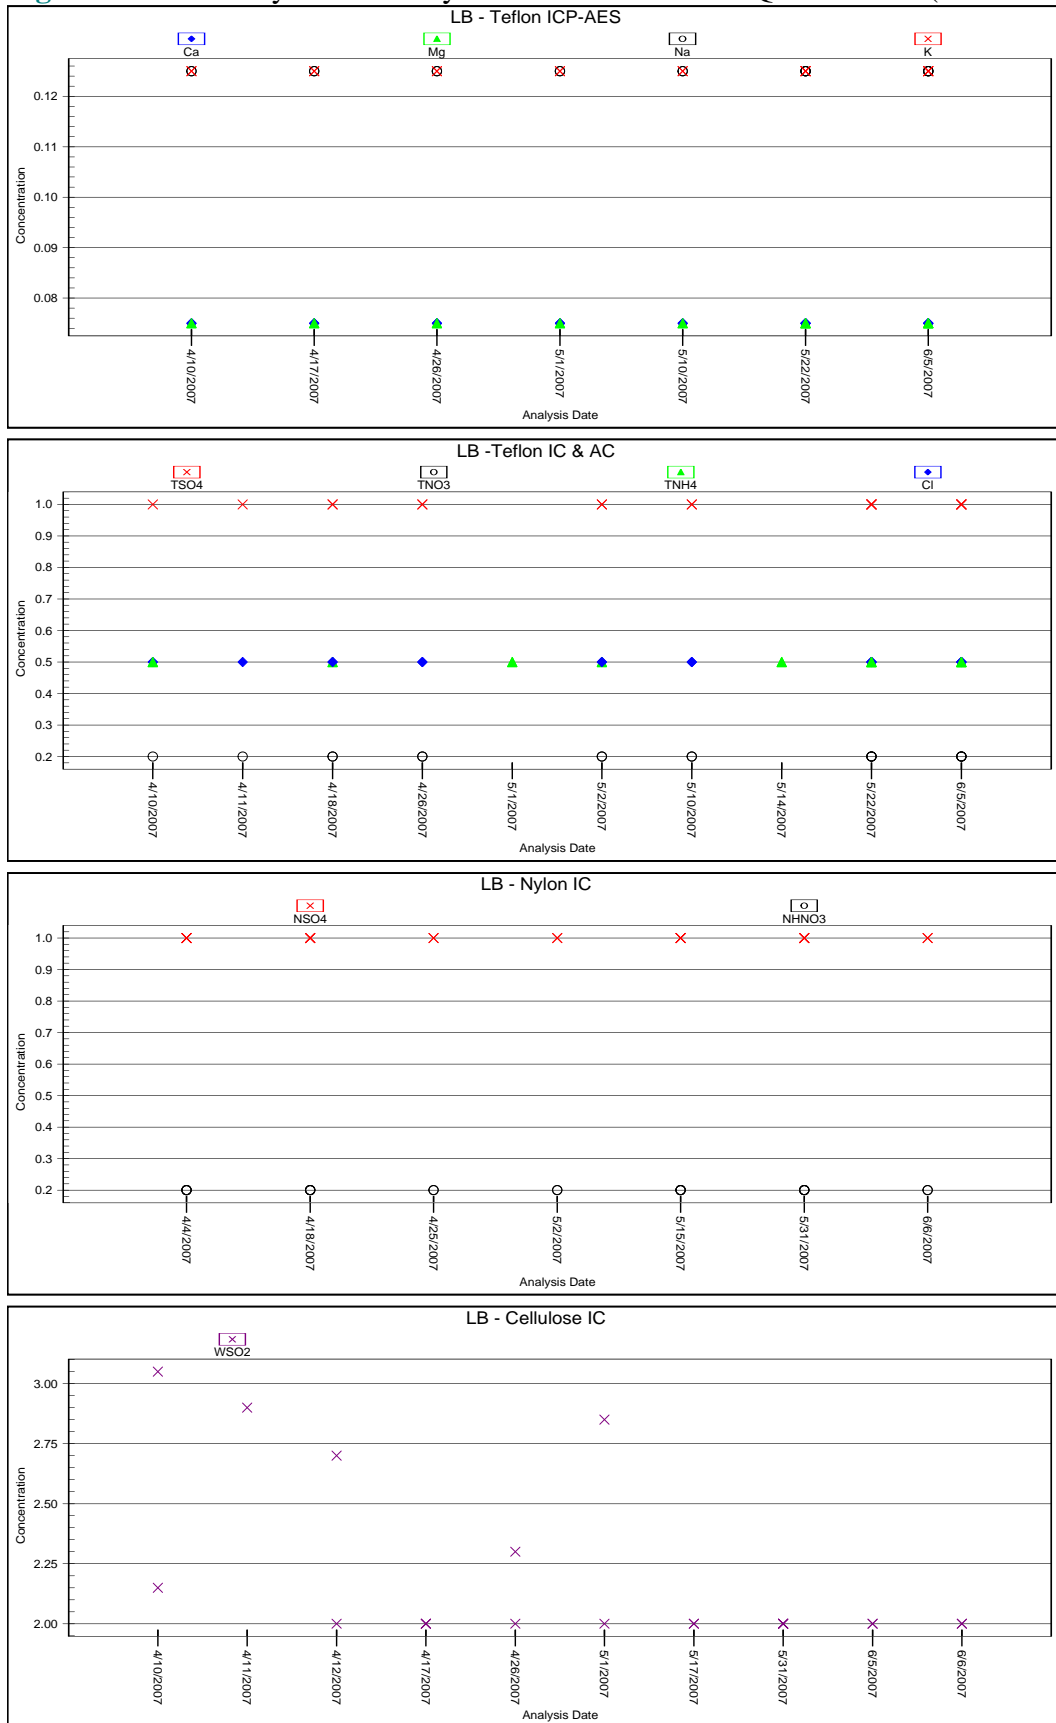 LB - Teflon ICP-AES
Ca Mg Na K
0.12
0.11
0.10
0.09
0.08
Concentration
4/10/2007 4/17/2007 4/26/2007 5/1/2007 5/10/2007 5/22/2007 6/5/2007
Analysis Date
LB -Teflon IC & AC
TSO4 TNO3 TNH4 Cl
1.0
0.9
0.8
0.7
0.6
0.5
0.4
0.3
0.2
Concentration
4/10/2007 4/11/2007 4/18/2007 4/26/2007 5/1/2007 5/2/2007 5/10/2007 5/14/2007 5/22/2007 6/5/2007
Analysis Date
LB - Nylon IC
NSO4 NHNO3
1.0
0.9
0.8
0.7
0.6
0.5
0.4
0.3
0.2
Concentration
4/4/2007 4/18/2007 4/25/2007 5/2/2007 5/15/2007 5/31/2007 6/6/2007
Analysis Date
LB - Cellulose IC
WSO2
3.00
2.75
2.50
2.25
2.00
Concentration
4/10/2007 4/11/2007 4/12/2007 4/17/2007 4/26/2007 5/1/2007 5/17/2007 5/31/2007 6/5/2007 6/6/2007
Analysis Date